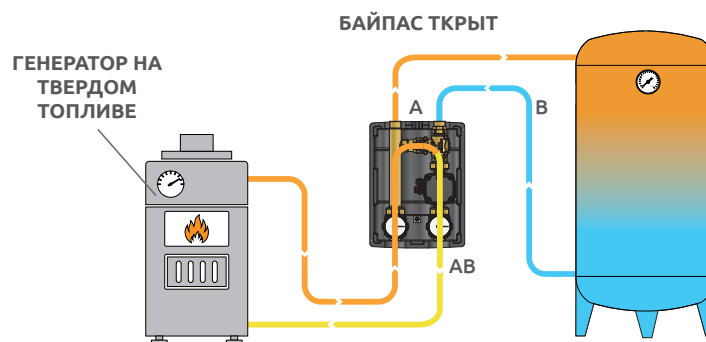 БАЙПАС ТКРЫТ
ГЕНЕРАТОР НА
ТВЕРДОМ
ТОПЛИВЕ
A
B
AB